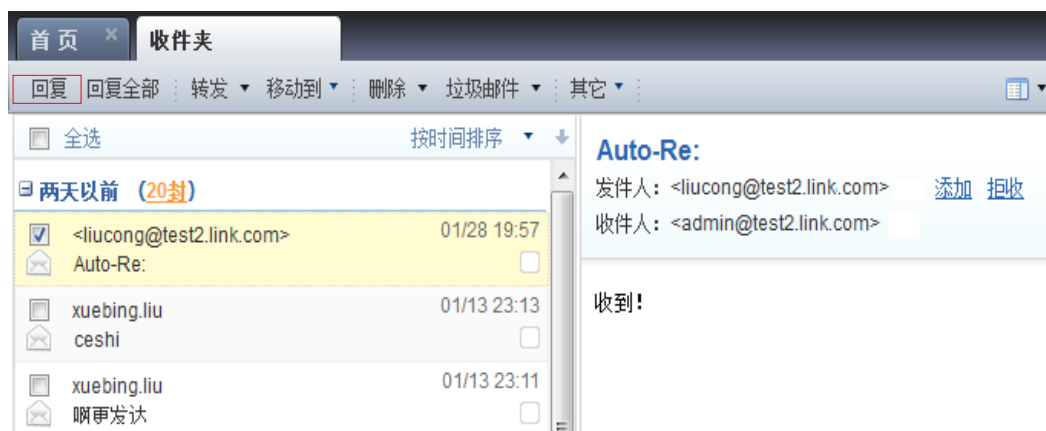 首页 × 收件夹
回复 回复全部 转发 移动到 删除 垃圾邮件 其它
全选 按时间排序
两天以前 (20封)
<liucong@test2.link.com> 01/28 19:57
Auto-Re:
xuebing.liu 01/13 23:13
ceshi
xuebing.liu 01/13 23:11
啊更发达
Auto-Re:
发件人: <liucong@test2.link.com> 添加 拒收
收件人: <admin@test2.link.com>
收到!